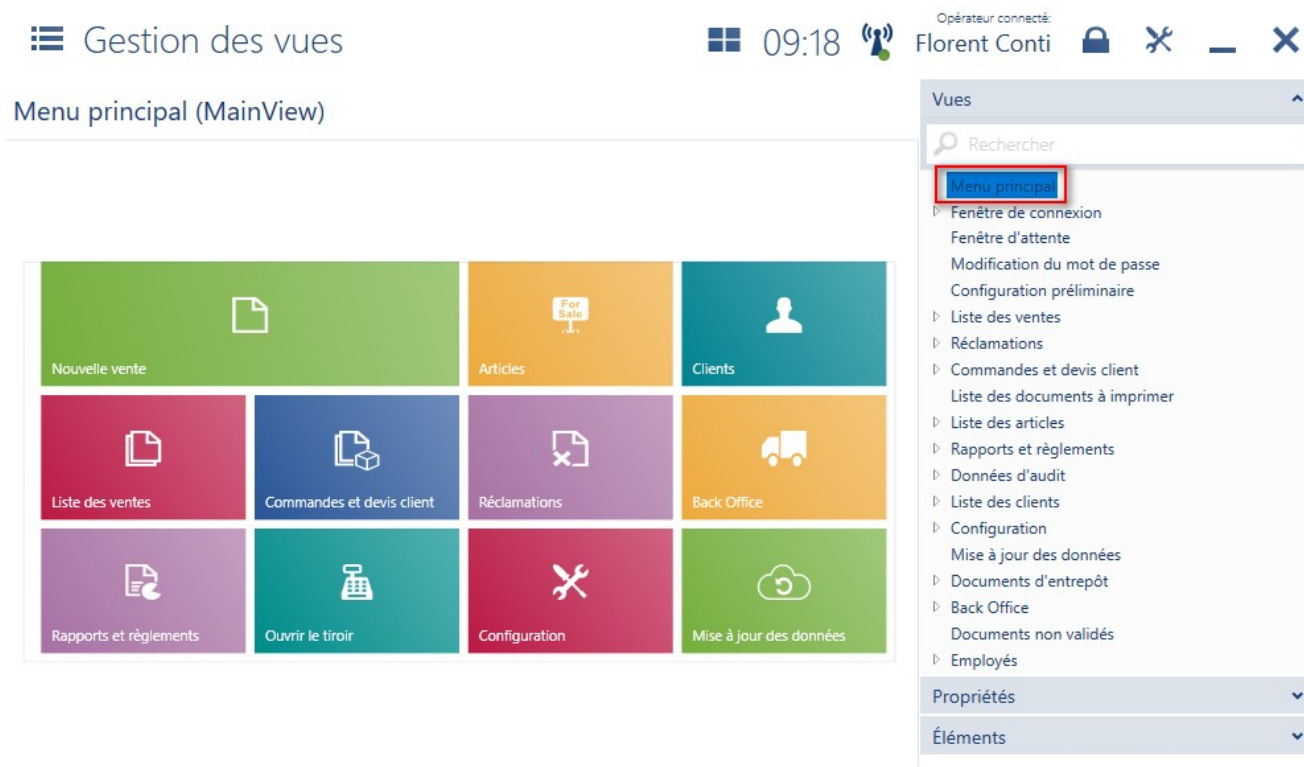 Gestion des vues
09:18
Opérateur connecté:
Florent Conti
Menu principal (MainView)
Nouvelle vente
For
Sale
Articles
Clients
Liste des ventes
Commandes et devis client
Réclamations
Back Office
Rapports et règlements
Ouvrir le tiroir
Configuration
Mise à jour des données
Vues
Rechercher
Menu principal
Fenêtre de connexion
Fenêtre d'attente
Modification du mot de passe
Configuration préliminaire
Liste des ventes
Réclamations
Commandes et devis client
Liste des documents à imprimer
Liste des articles
Rapports et règlements
Données d'audit
Liste des clients
Configuration
Mise à jour des données
Documents d'entrepôt
Back Office
Documents non validés
Employés
Propriétés
Éléments